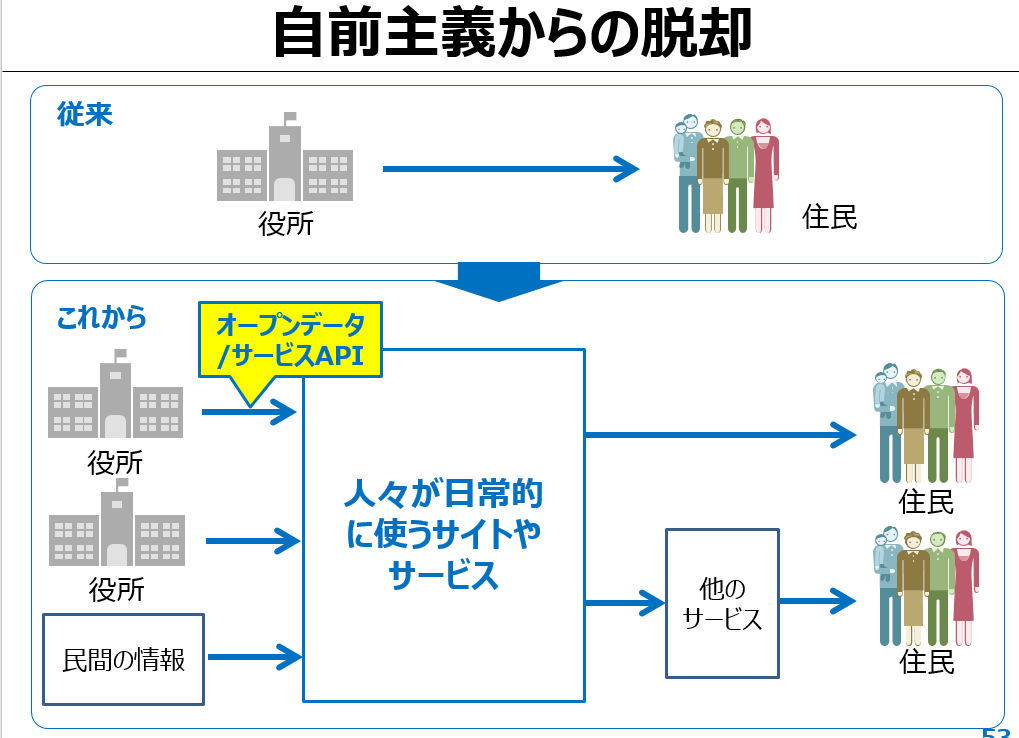 自前主義からの脱却
従来
役所
住民
これから
オープンデータ
/サービスAPI
役所
役所
民間の情報
人々が日常的
に使うサイトや
サービス
他の
サービス
住民
住民
53